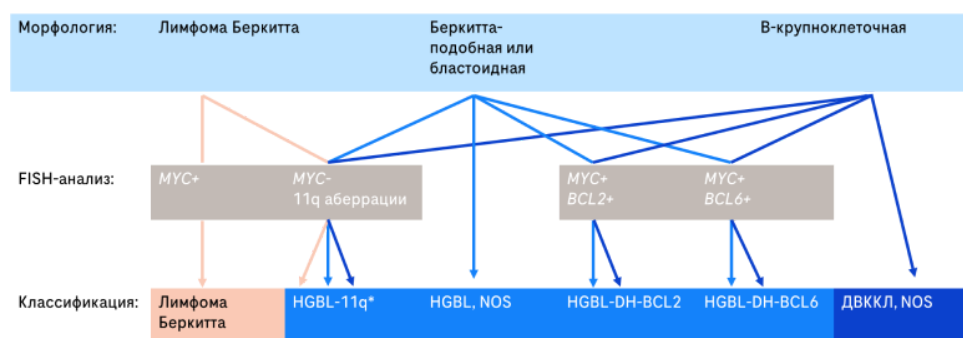 Морфология: Лимфома Беркитта Беркитта- В-крупноклеточная
подобная или
бластоидная
FISH-анализ: MYC+ MYC- MYC+ MYC+
11q аберрации BCL2+ BCL6+
Классификация: Лимфома HGBL-11q* HGBL, NOS HGBL-DH-BCL2 HGBL-DH-BCL6 ДВККЛ, NOS
Беркитта